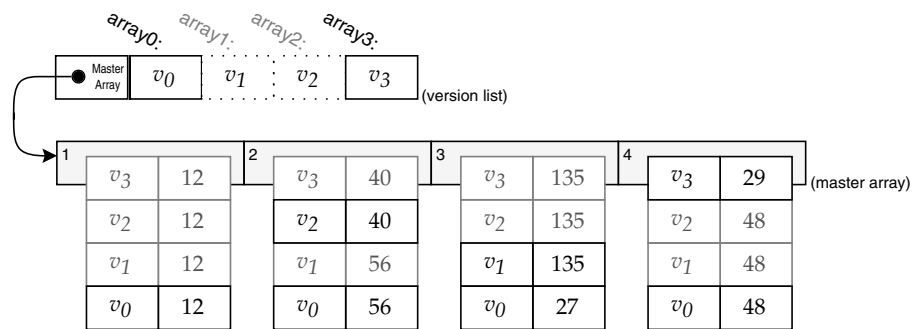 array0: array1: array2: array3:
Master Array v0 v1 v2 v3
(version list)
1 2 3 4
v3 12 v3 40 v3 135 v3 29
(master array)
v2 12 v2 40 v2 135 v2 48
v1 12 v1 56 v1 135 v1 48
v0 12 v0 56 v0 27 v0 48